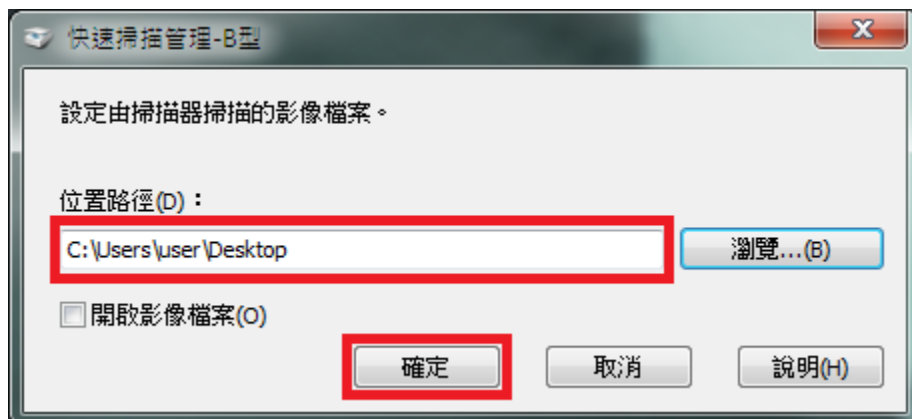 快速掃描管理-B型
設定由掃描器掃描的影像檔案。
位置路徑(D)：
C:\Users\user\Desktop
瀏覽...(B)
開啟影像檔案(O)
確定 取消 說明(H)